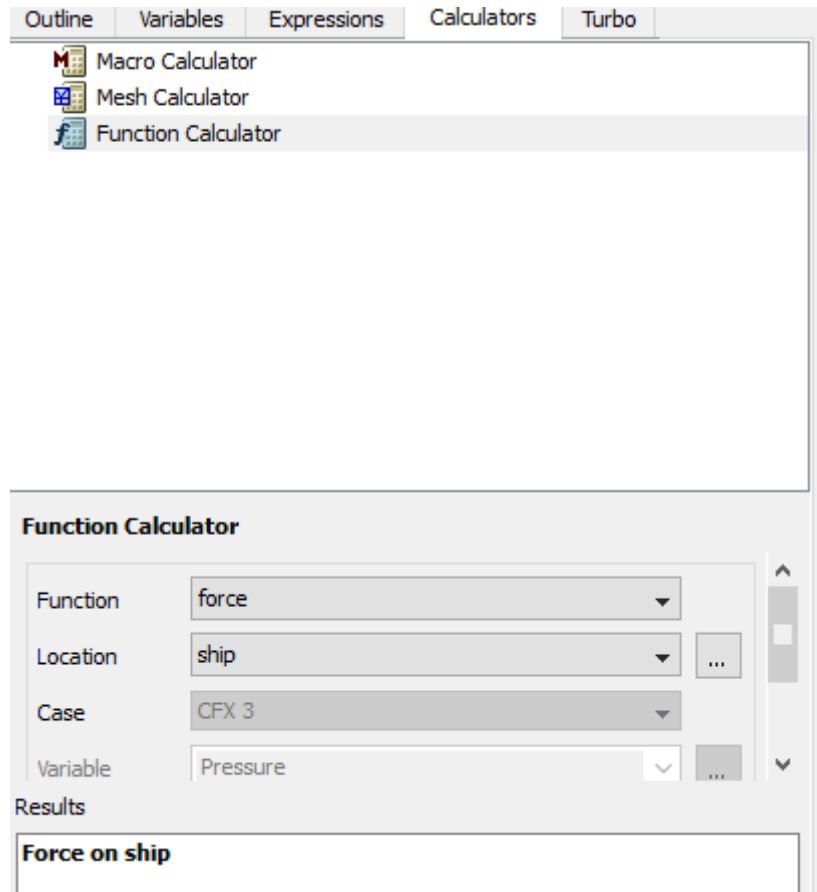 Outline Variables Expressions Calculators Turbo
Macro Calculator
Mesh Calculator
Function Calculator
Function Calculator
Function force
Location ship ...
Case CFX 3
Variable Pressure ...
Results
Force on ship